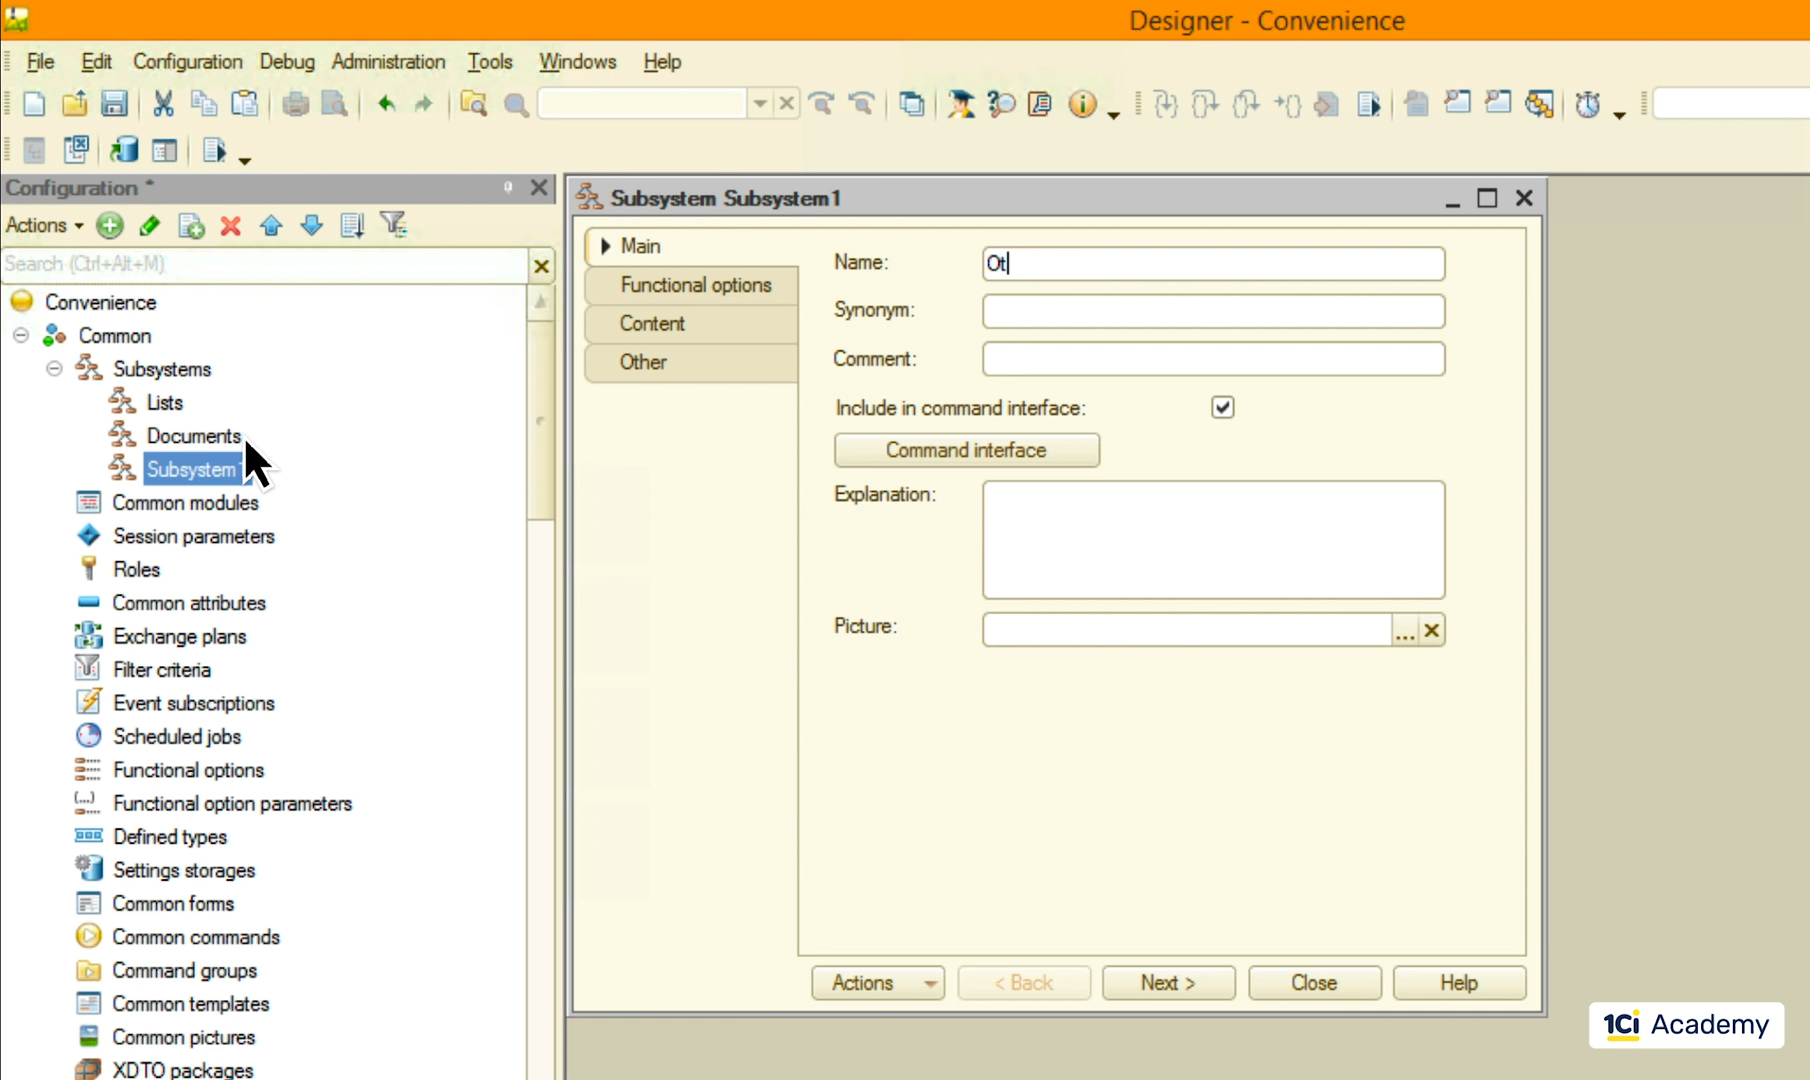 Designer - Convenience
File Edit Configuration Debug Administration Tools Windows Help
Configuration *
Actions
Search (Ctrl+Alt+M)
Convenience
Common
Subsystems
Lists
Documents
Subsystem1
Common modules
Session parameters
Roles
Common attributes
Exchange plans
Filter criteria
Event subscriptions
Scheduled jobs
Functional options
Functional option parameters
Defined types
Settings storages
Common forms
Common commands
Command groups
Common templates
Common pictures
XDTO packages
Subsystem Subsystem1
Main
Functional options
Content
Other
Name: Ot
Synonym:
Comment:
Include in command interface:
Command interface
Explanation:
Picture: ...
Actions < Back Next > Close Help
1Ci Academy